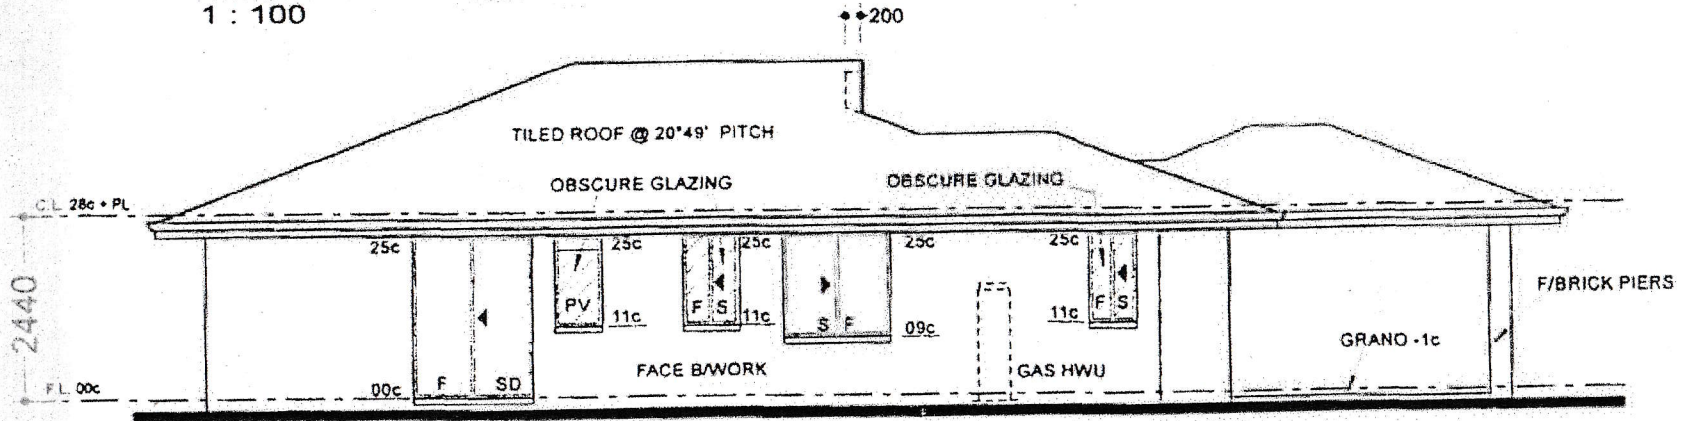 1 : 100
200
TILED ROOF @ 20°49' PITCH
OBSCURE GLAZING
OBSCURE GLAZING
C.L. 28c + PL
25c
25c
25c
25c
25c
2440
PV
F S
F S
F/BRICK PIERS
11c
11c
S F
09c
11c
GRANO -1c
FACE B/WORK
GAS HWU
F SD
F.L. 00c
00c